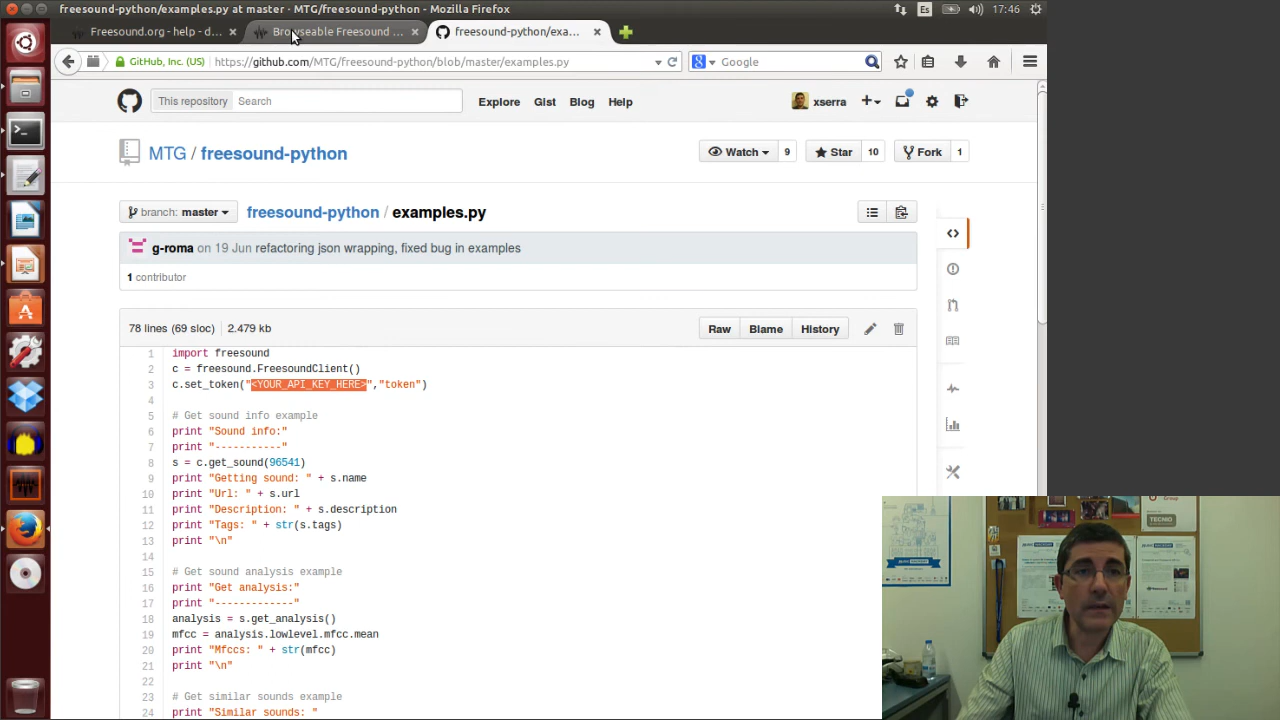 freesound-python/examples.py at master · MTG/freesound-python - Mozilla Firefox
Es
17:46
Freesound.org - help - d...
Browseable Freesound ...
freesound-python/exa...
GitHub, Inc. (US)
https://github.com/MTG/freesound-python/blob/master/examples.py
Google
This repository
Search
Explore
Gist
Blog
Help
xserra
MTG / freesound-python
Watch
9
Star
10
Fork
1
branch: master
freesound-python / examples.py
g-roma on 19 Jun refactoring json wrapping, fixed bug in examples
1 contributor
78 lines (69 sloc) 2.479 kb
Raw
Blame
History
1 import freesound
2 c = freesound.FreesoundClient()
3 c.set_token("<YOUR_API_KEY_HERE>","token")
4
5 # Get sound info example
6 print "Sound info:"
7 print "-----------"
8 s = c.get_sound(96541)
9 print "Getting sound: " + s.name
10 print "Url: " + s.url
11 print "Description: " + s.description
12 print "Tags: " + str(s.tags)
13 print "\n"
14
15 # Get sound analysis example
16 print "Get analysis:"
17 print "-------------"
18 analysis = s.get_analysis()
19 mfcc = analysis.lowlevel.mfcc.mean
20 print "Mfccs: " + str(mfcc)
21 print "\n"
22
23 # Get similar sounds example
24 print "Similar sounds: "
TECNIO